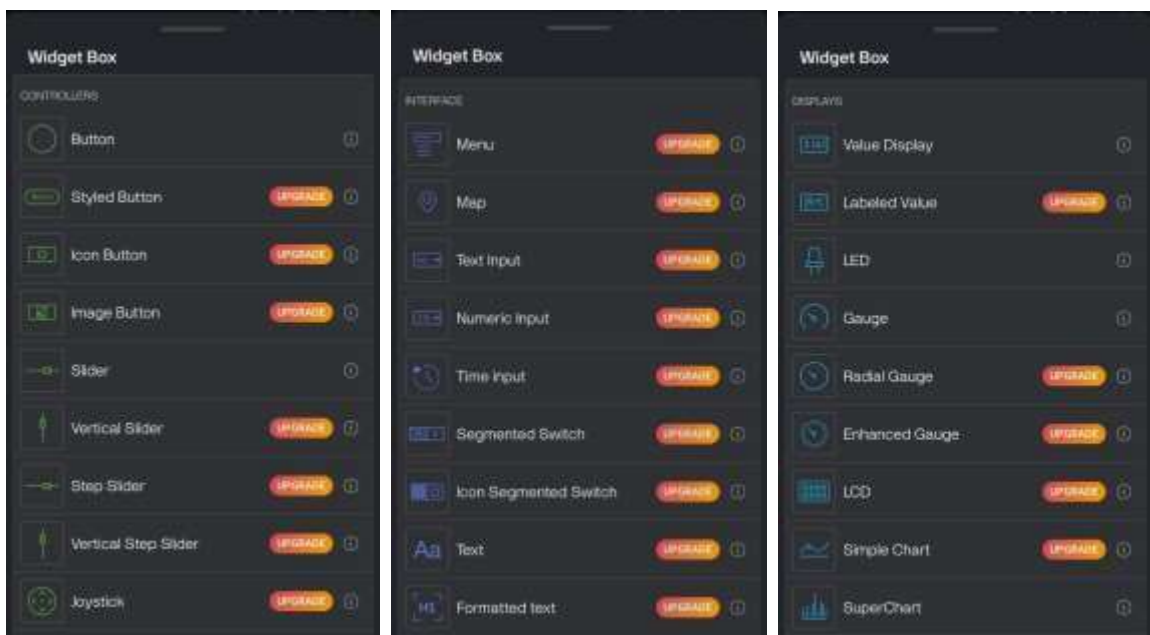 Widget Box
CONTROLLERS
Button
Styled Button UPGRADE
Icon Button UPGRADE
Image Button UPGRADE
Slider
Vertical Slider UPGRADE
Step Slider UPGRADE
Vertical Step Slider UPGRADE
Joystick UPGRADE
Widget Box
INTERFACE
Menu UPGRADE
Map UPGRADE
Text Input UPGRADE
Numeric Input UPGRADE
Time Input UPGRADE
Segmented Switch UPGRADE
Icon Segmented Switch UPGRADE
Aa Text UPGRADE
H1 Formatted text UPGRADE
Widget Box
DISPLAYS
Value Display
Labeled Value UPGRADE
LED
Gauge
Radial Gauge UPGRADE
Enhanced Gauge UPGRADE
LCD UPGRADE
Simple Chart UPGRADE
SuperChart